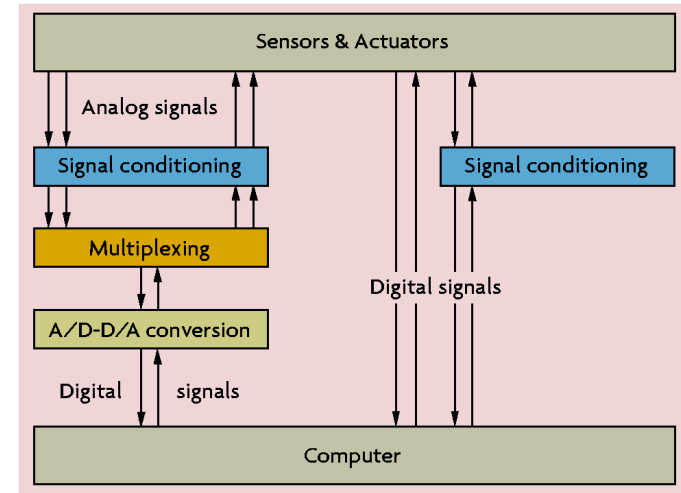 Sensors & Actuators
Analog signals
Signal conditioning
Signal conditioning
Multiplexing
Digital signals
A/D-D/A conversion
Digital signals
Computer